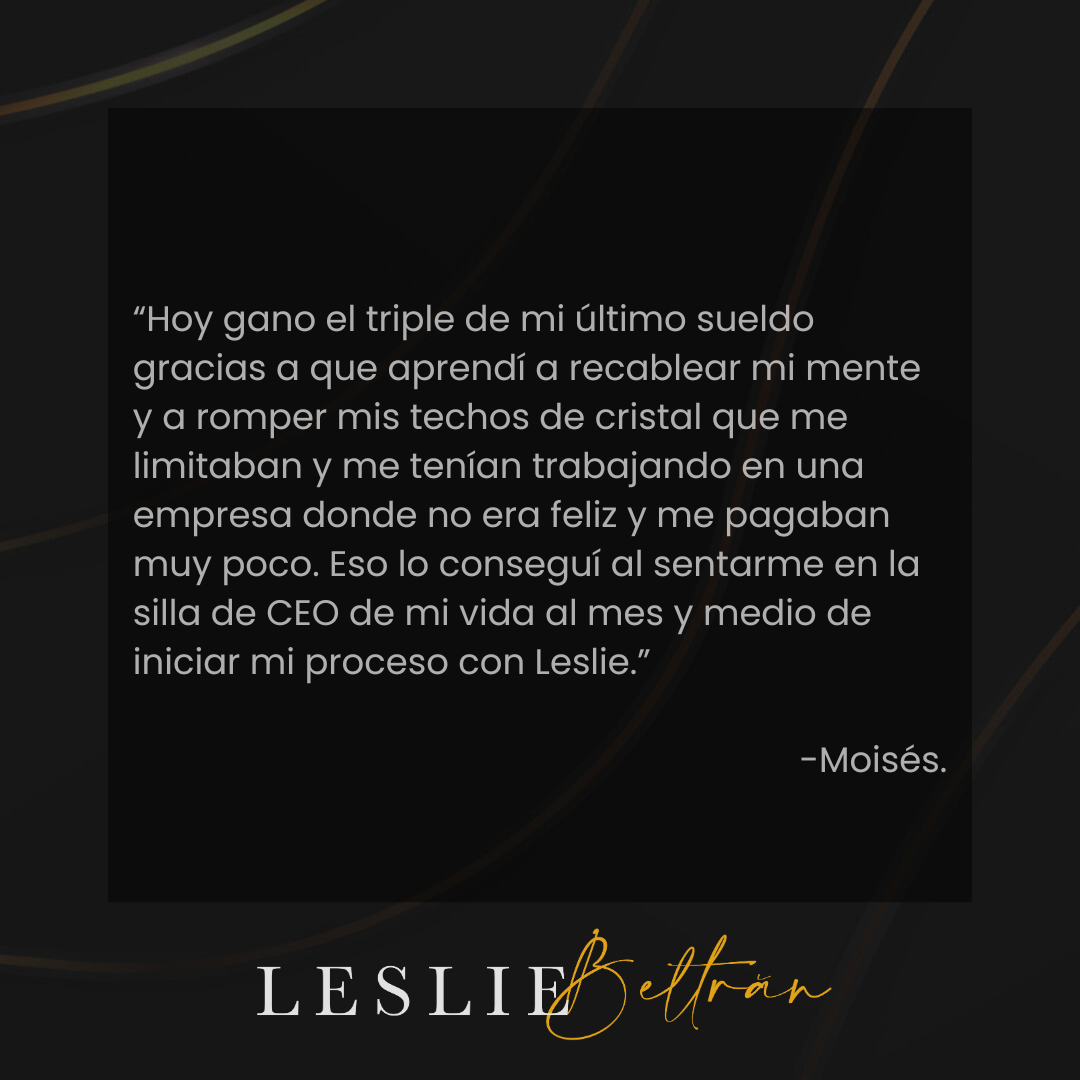 “Hoy gano el triple de mi último sueldo
gracias a que aprendí a recablear mi mente
y a romper mis techos de cristal que me
limitaban y me tenían trabajando en una
empresa donde no era feliz y me pagaban
muy poco. Eso lo conseguí al sentarme en la
silla de CEO de mi vida al mes y medio de
iniciar mi proceso con Leslie.”
-Moisés.
LESLIE Beltrán